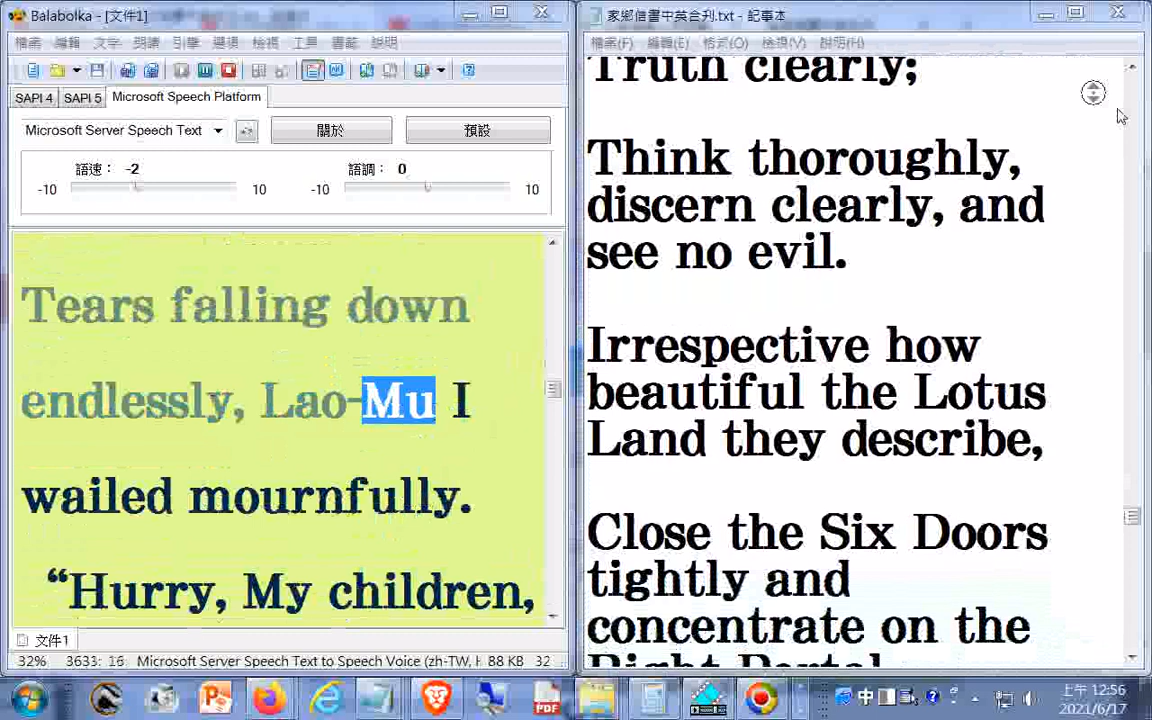 Balabolka - [文件1]
檔案 編輯 文字 朗讀 引擎 選項 檢視 工具 書籤 說明
SAPI 4 SAPI 5 Microsoft Speech Platform
Microsoft Server Speech Text 關於 預設
語速： -2 語調： 0
-10 10 -10 10
Tears falling down
endlessly, Lao-Mu I
wailed mournfully.
“Hurry, My children,
文件1
32% 3633: 16 Microsoft Server Speech Text to Speech Voice (zh-TW, H 88 KB 32
家鄉信書中英合刋.txt - 記事本
檔案(F) 編輯(E) 格式(O) 檢視(V) 說明(H)
Truth clearly;
Think thoroughly,
discern clearly, and
see no evil.
Irrespective how
beautiful the Lotus
Land they describe,
Close the Six Doors
tightly and
concentrate on the
Right Portal
中
上午 12:56
2021/6/17